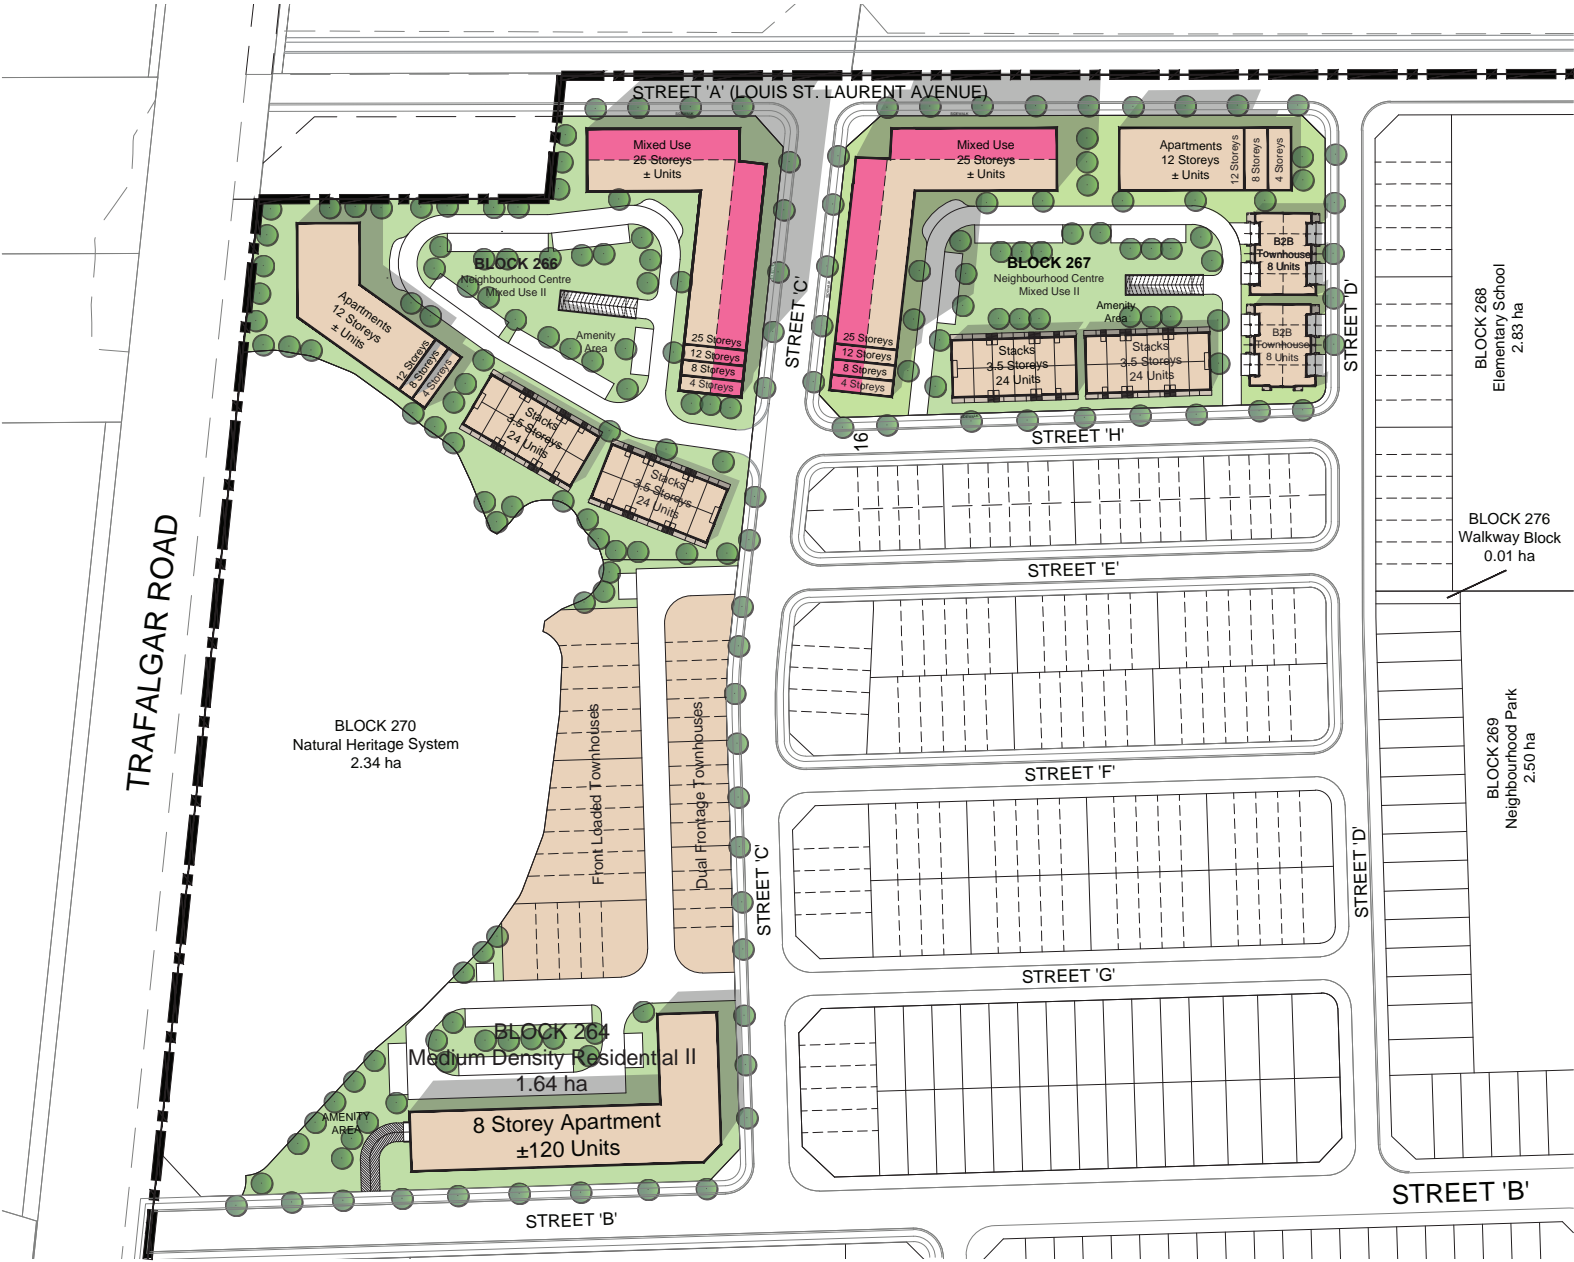 STREET 'A' (LOUIS ST. LAURENT AVENUE)
Mixed Use
25 Storeys
± Units
25 Storeys
12 Storeys
8 Storeys
4 Storeys
BLOCK 266
Neighbourhood Centre
Mixed Use II
Amenity
Area
Apartments
12 Storeys
± Units
12 Storeys
8 Storeys
4 Storeys
Stacks
3.5 Storeys
24 Units
Stacks
3.5 Storeys
24 Units
STREET 'C'
Mixed Use
25 Storeys
± Units
25 Storeys
12 Storeys
8 Storeys
4 Storeys
Apartments
12 Storeys
± Units
12 Storeys
8 Storeys
4 Storeys
BLOCK 267
Neighbourhood Centre
Mixed Use II
Amenity
Area
B2B
Townhouse
8 Units
B2B
Townhouse
8 Units
Stacks
3.5 Storeys
24 Units
Stacks
3.5 Storeys
24 Units
STREET 'D'
BLOCK 268
Elementary School
2.83 ha
16
STREET 'H'
BLOCK 276
Walkway Block
0.01 ha
STREET 'E'
TRAFALGAR ROAD
BLOCK 270
Natural Heritage System
2.34 ha
Front Loaded Townhouses
Dual Frontage Townhouses
STREET 'F'
BLOCK 269
Neighbourhood Park
2.50 ha
STREET 'C'
STREET 'D'
STREET 'G'
BLOCK 264
Medium Density Residential II
1.64 ha
AMENITY
AREA
8 Storey Apartment
±120 Units
STREET 'B'
STREET 'B'